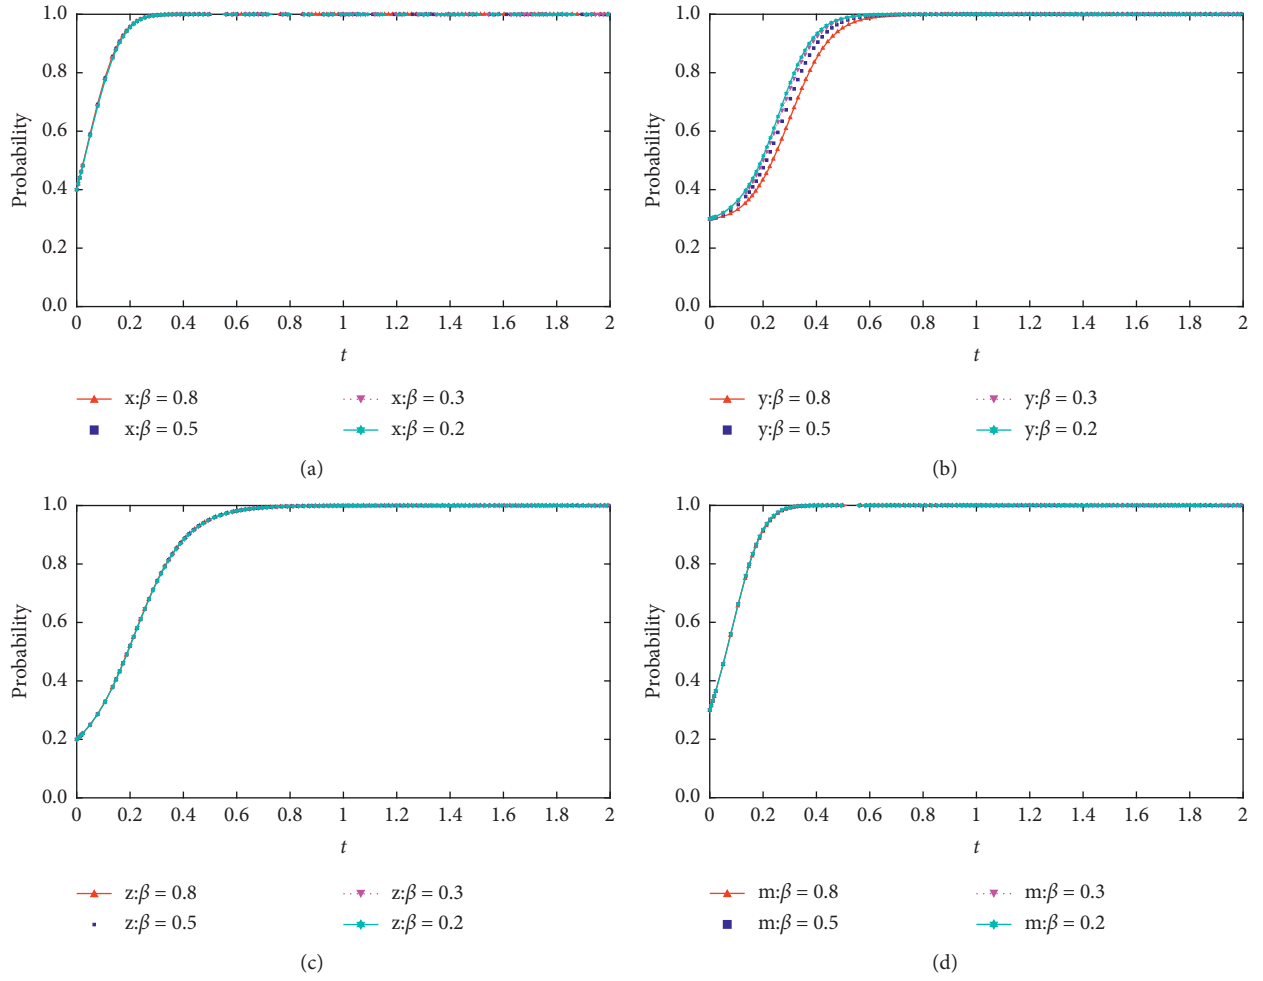 1.0
0.8
0.6
0.4
0.2
0.0
Probability
0 0.2 0.4 0.6 0.8 1 1.2 1.4 1.6 1.8 2
t
x:β = 0.8
x:β = 0.3
x:β = 0.5
x:β = 0.2
(a)
1.0
0.8
0.6
0.4
0.2
0.0
Probability
0 0.2 0.4 0.6 0.8 1 1.2 1.4 1.6 1.8 2
t
y:β = 0.8
y:β = 0.3
y:β = 0.5
y:β = 0.2
(b)
1.0
0.8
0.6
0.4
0.2
0.0
Probability
0 0.2 0.4 0.6 0.8 1 1.2 1.4 1.6 1.8 2
t
z:β = 0.8
z:β = 0.3
z:β = 0.5
z:β = 0.2
(c)
1.0
0.8
0.6
0.4
0.2
0.0
Probability
0 0.2 0.4 0.6 0.8 1 1.2 1.4 1.6 1.8 2
t
m:β = 0.8
m:β = 0.3
m:β = 0.5
m:β = 0.2
(d)